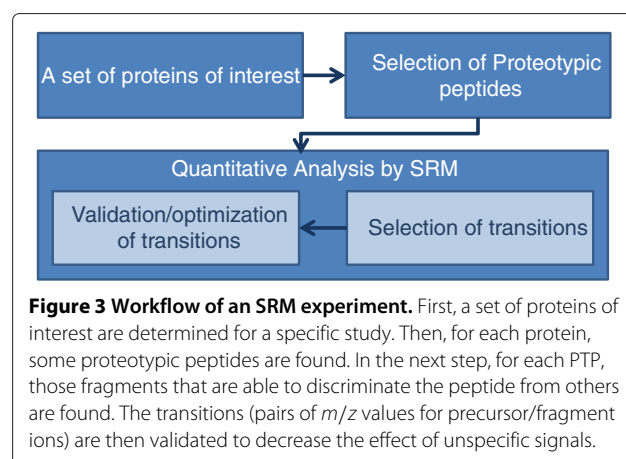 A set of proteins of interest
Selection of Proteotypic
peptides
Quantitative Analysis by SRM
Validation/optimization
of transitions
Selection of transitions
Figure 3 Workflow of an SRM experiment. First, a set of proteins of
interest are determined for a specific study. Then, for each protein,
some proteotypic peptides are found. In the next step, for each PTP,
those fragments that are able to discriminate the peptide from others
are found. The transitions (pairs of m/z values for precursor/fragment
ions) are then validated to decrease the effect of unspecific signals.